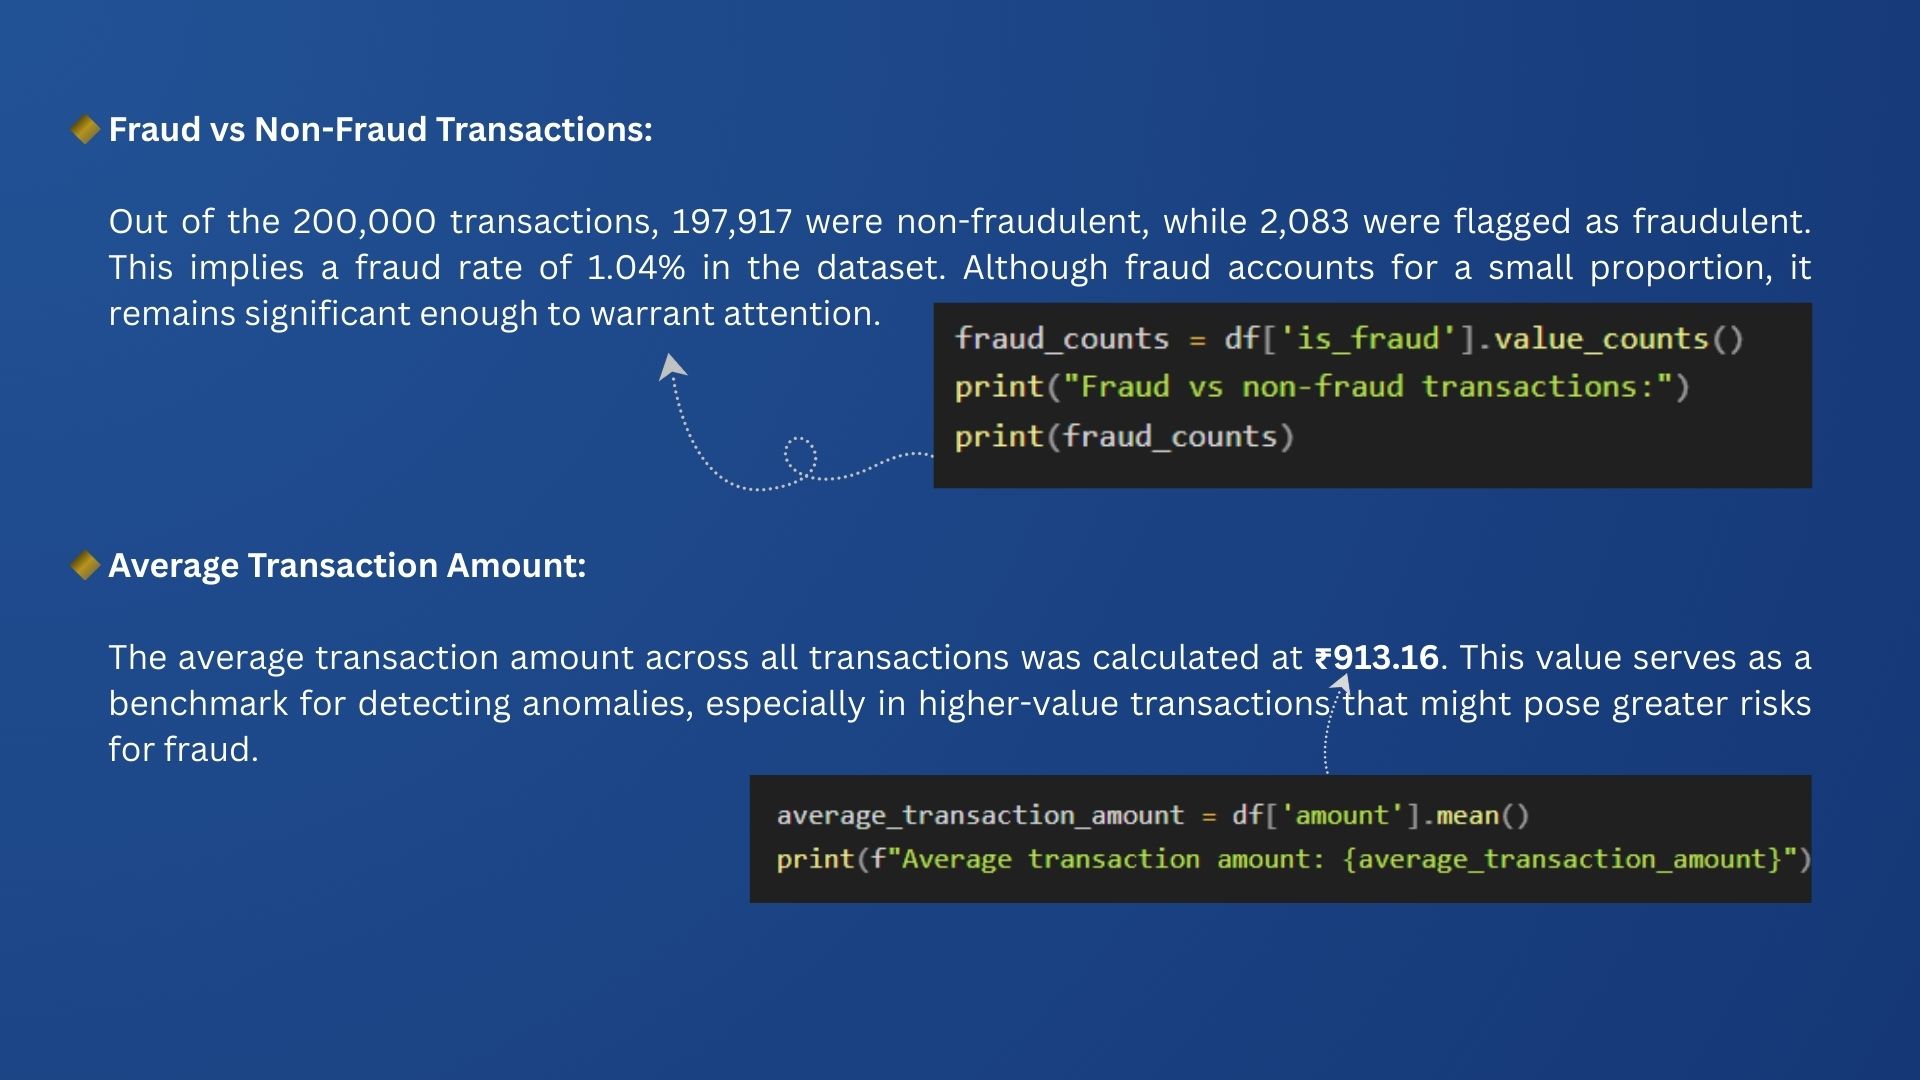 Fraud vs Non-Fraud Transactions:
Out of the 200,000 transactions, 197,917 were non-fraudulent, while 2,083 were flagged as fraudulent.
This implies a fraud rate of 1.04% in the dataset. Although fraud accounts for a small proportion, it
remains significant enough to warrant attention.
fraud_counts = df['is_fraud'].value_counts()
print("Fraud vs non-fraud transactions:")
print(fraud_counts)
Average Transaction Amount:
The average transaction amount across all transactions was calculated at ₹913.16. This value serves as a
benchmark for detecting anomalies, especially in higher-value transactions that might pose greater risks
for fraud.
average_transaction_amount = df['amount'].mean()
print(f"Average transaction amount: {average_transaction_amount}")